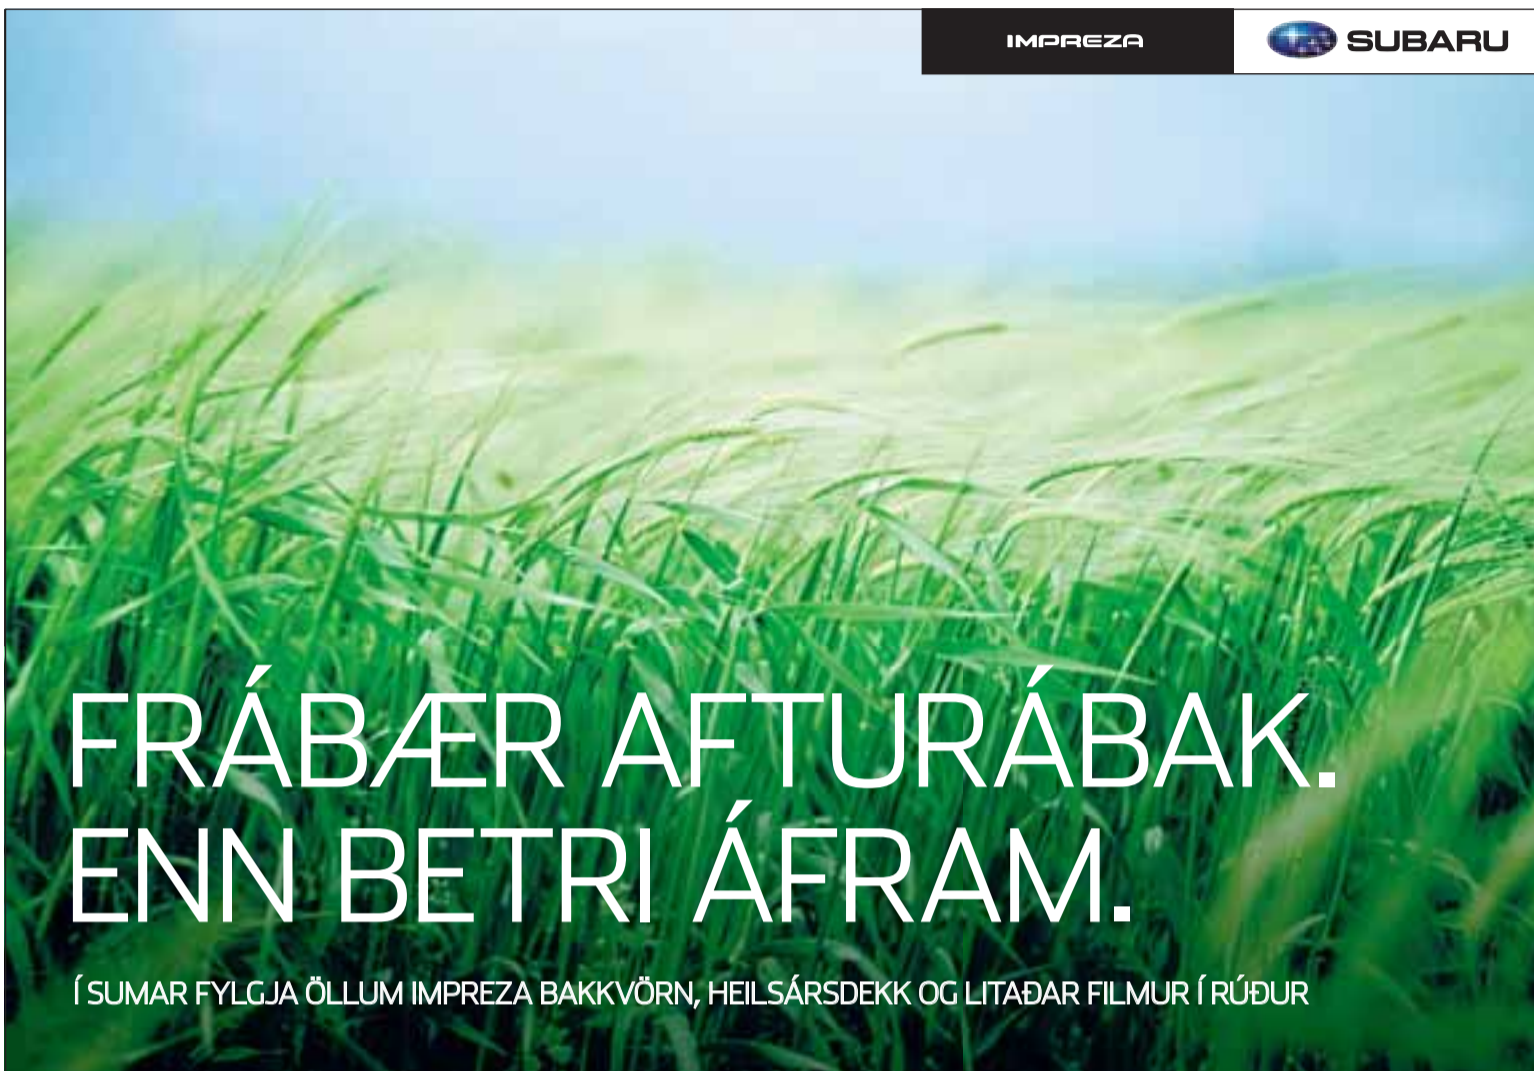 IMPREZA
SUBARU
FRÁBÆR AFTURÁBAK.
ENN BETRI ÁFRAM.
Í SUMAR FYLGJA ÖLLUM IMPREZA BAKKVÖRN, HEILSÁRSDEKK OG LITAÐAR FILMUR Í RÚÐUR